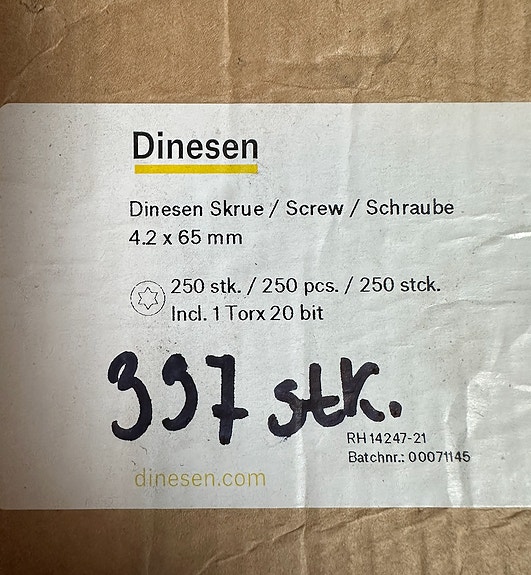 Dinesen
Dinesen Skrue / Screw / Schraube
4.2 x 65 mm
250 stk. / 250 pcs. / 250 stck.
Incl. 1 Torx 20 bit
397 stk.
RH 14247-21
Batchnr.: 00071145
dinesen.com